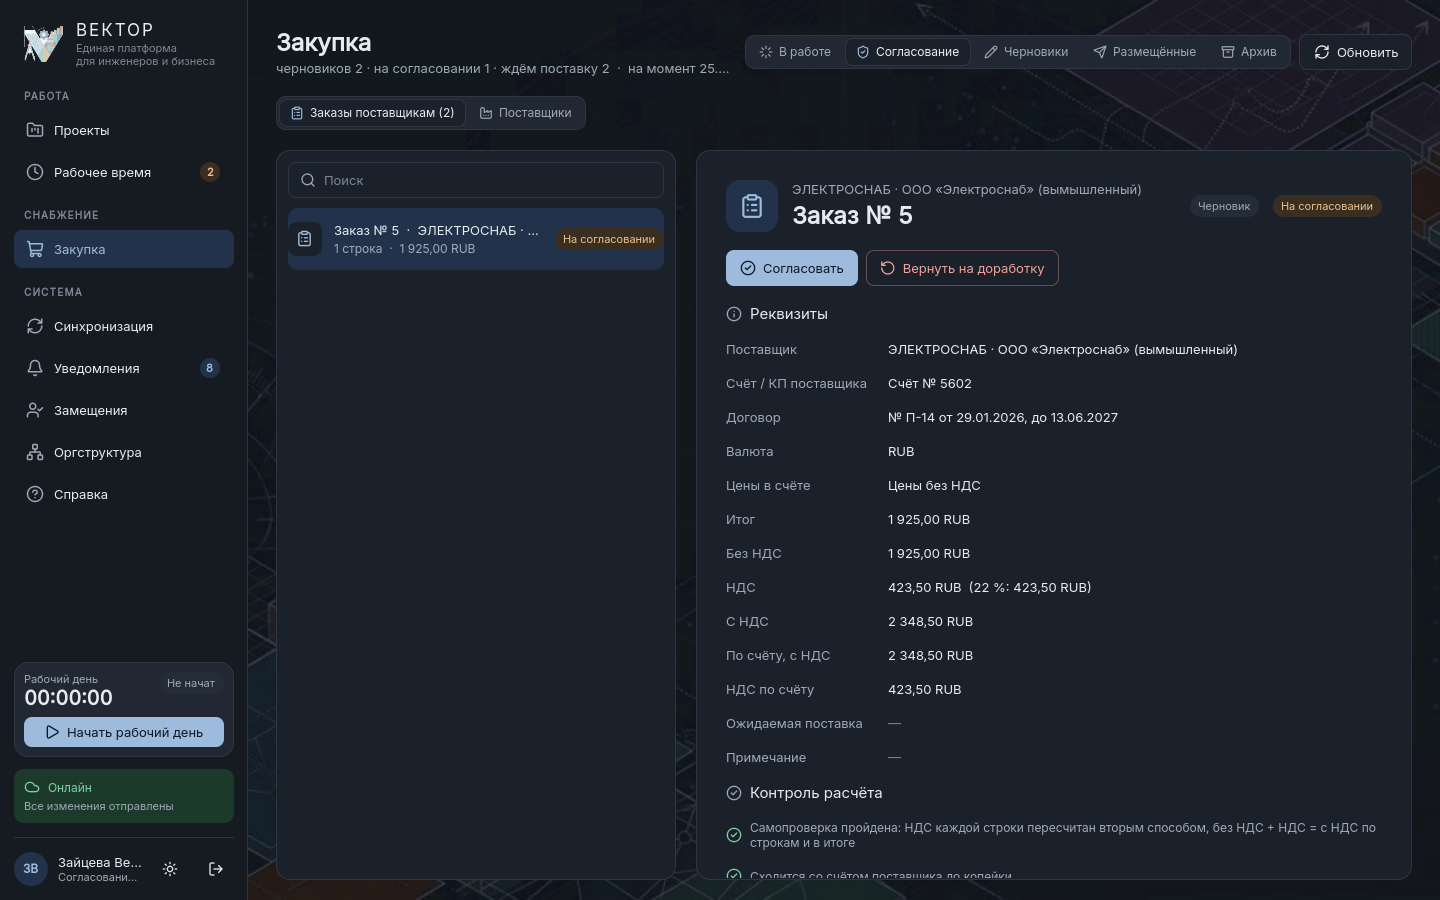 ВЕКТОР
Единая платформа
для инженеров и бизнеса
РАБОТА
Проекты
Рабочее время
2
СНАБЖЕНИЕ
Закупка
СИСТЕМА
Синхронизация
Уведомления
8
Замещения
Оргструктура
Справка
Рабочий день
00:00:00
Не начат
Начать рабочий день
Онлайн
Все изменения отправлены
ЗВ
Зайцева Ве...
Согласовани...
Закупка
черновиков 2 · на согласовании 1 · ждём поставку 2 · на момент 25....
В работе
Согласование
Черновики
Размещённые
Архив
Обновить
Заказы поставщикам (2)
Поставщики
Поиск
Заказ № 5 · ЭЛЕКТРОСНАБ · ...
1 строка · 1 925,00 RUB
На согласовании
ЭЛЕКТРОСНАБ · ООО «Электроснаб» (вымышленный)
Заказ № 5
Черновик
На согласовании
Согласовать
Вернуть на доработку
Реквизиты
Поставщик ЭЛЕКТРОСНАБ · ООО «Электроснаб» (вымышленный)
Счёт / КП поставщика Счёт № 5602
Договор № П-14 от 29.01.2026, до 13.06.2027
Валюта RUB
Цены в счёте Цены без НДС
Итог 1 925,00 RUB
Без НДС 1 925,00 RUB
НДС 423,50 RUB (22 %: 423,50 RUB)
С НДС 2 348,50 RUB
По счёту, с НДС 2 348,50 RUB
НДС по счёту 423,50 RUB
Ожидаемая поставка —
Примечание —
Контроль расчёта
Самопроверка пройдена: НДС каждой строки пересчитан вторым способом, без НДС + НДС = с НДС по
строкам и в итоге
Сходится со счётом поставщика до копейки